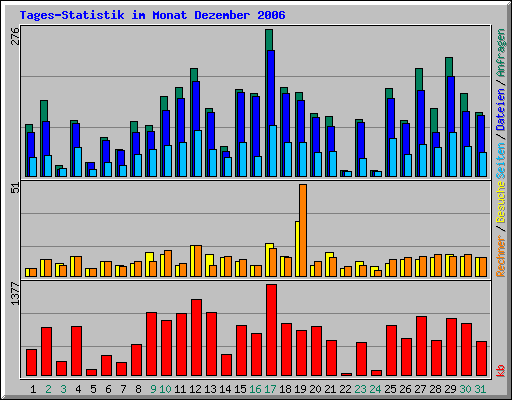 Tages-Statistik im Monat Dezember 2006
276
51
1377
Seiten / Dateien / Anfragen
Rechner / Besuche
kb
1 2 3 4 5 6 7 8 9 10 11 12 13 14 15 16 17 18 19 20 21 22 23 24 25 26 27 28 29 30 31